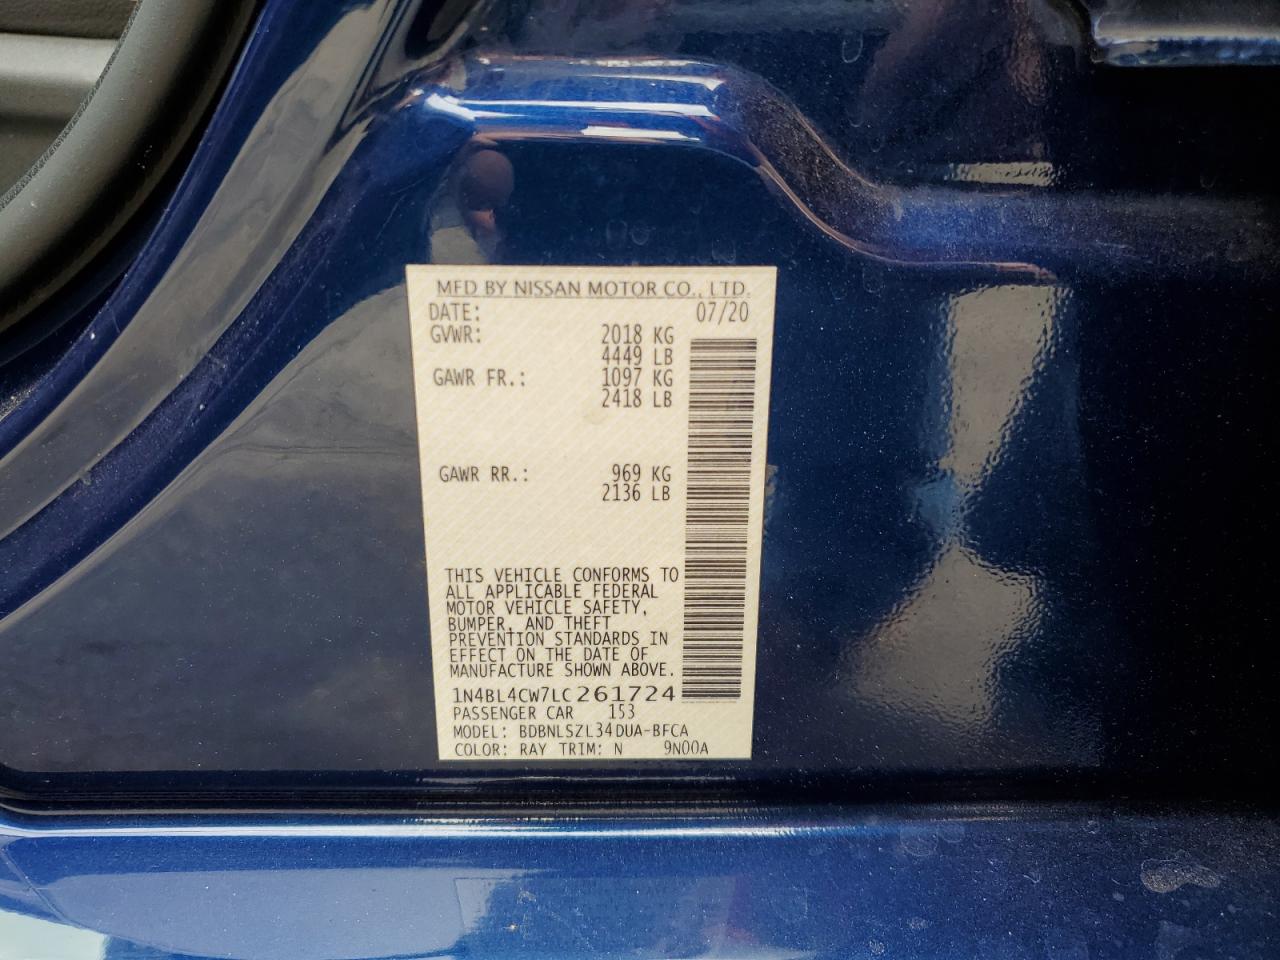 MFD BY NISSAN MOTOR CO., LTD.
DATE: 07/20
GVWR: 2018 KG
4449 LB
GAWR FR.: 1097 KG
2418 LB
GAWR RR.: 969 KG
2136 LB
THIS VEHICLE CONFORMS TO
ALL APPLICABLE FEDERAL
MOTOR VEHICLE SAFETY,
BUMPER, AND THEFT
PREVENTION STANDARDS IN
EFFECT ON THE DATE OF
MANUFACTURE SHOWN ABOVE.
1N4BL4CW7LC261724
PASSENGER CAR 153
MODEL: BDBNLSZL34DUA-BFCA
COLOR: RAY TRIM: N 9N00A